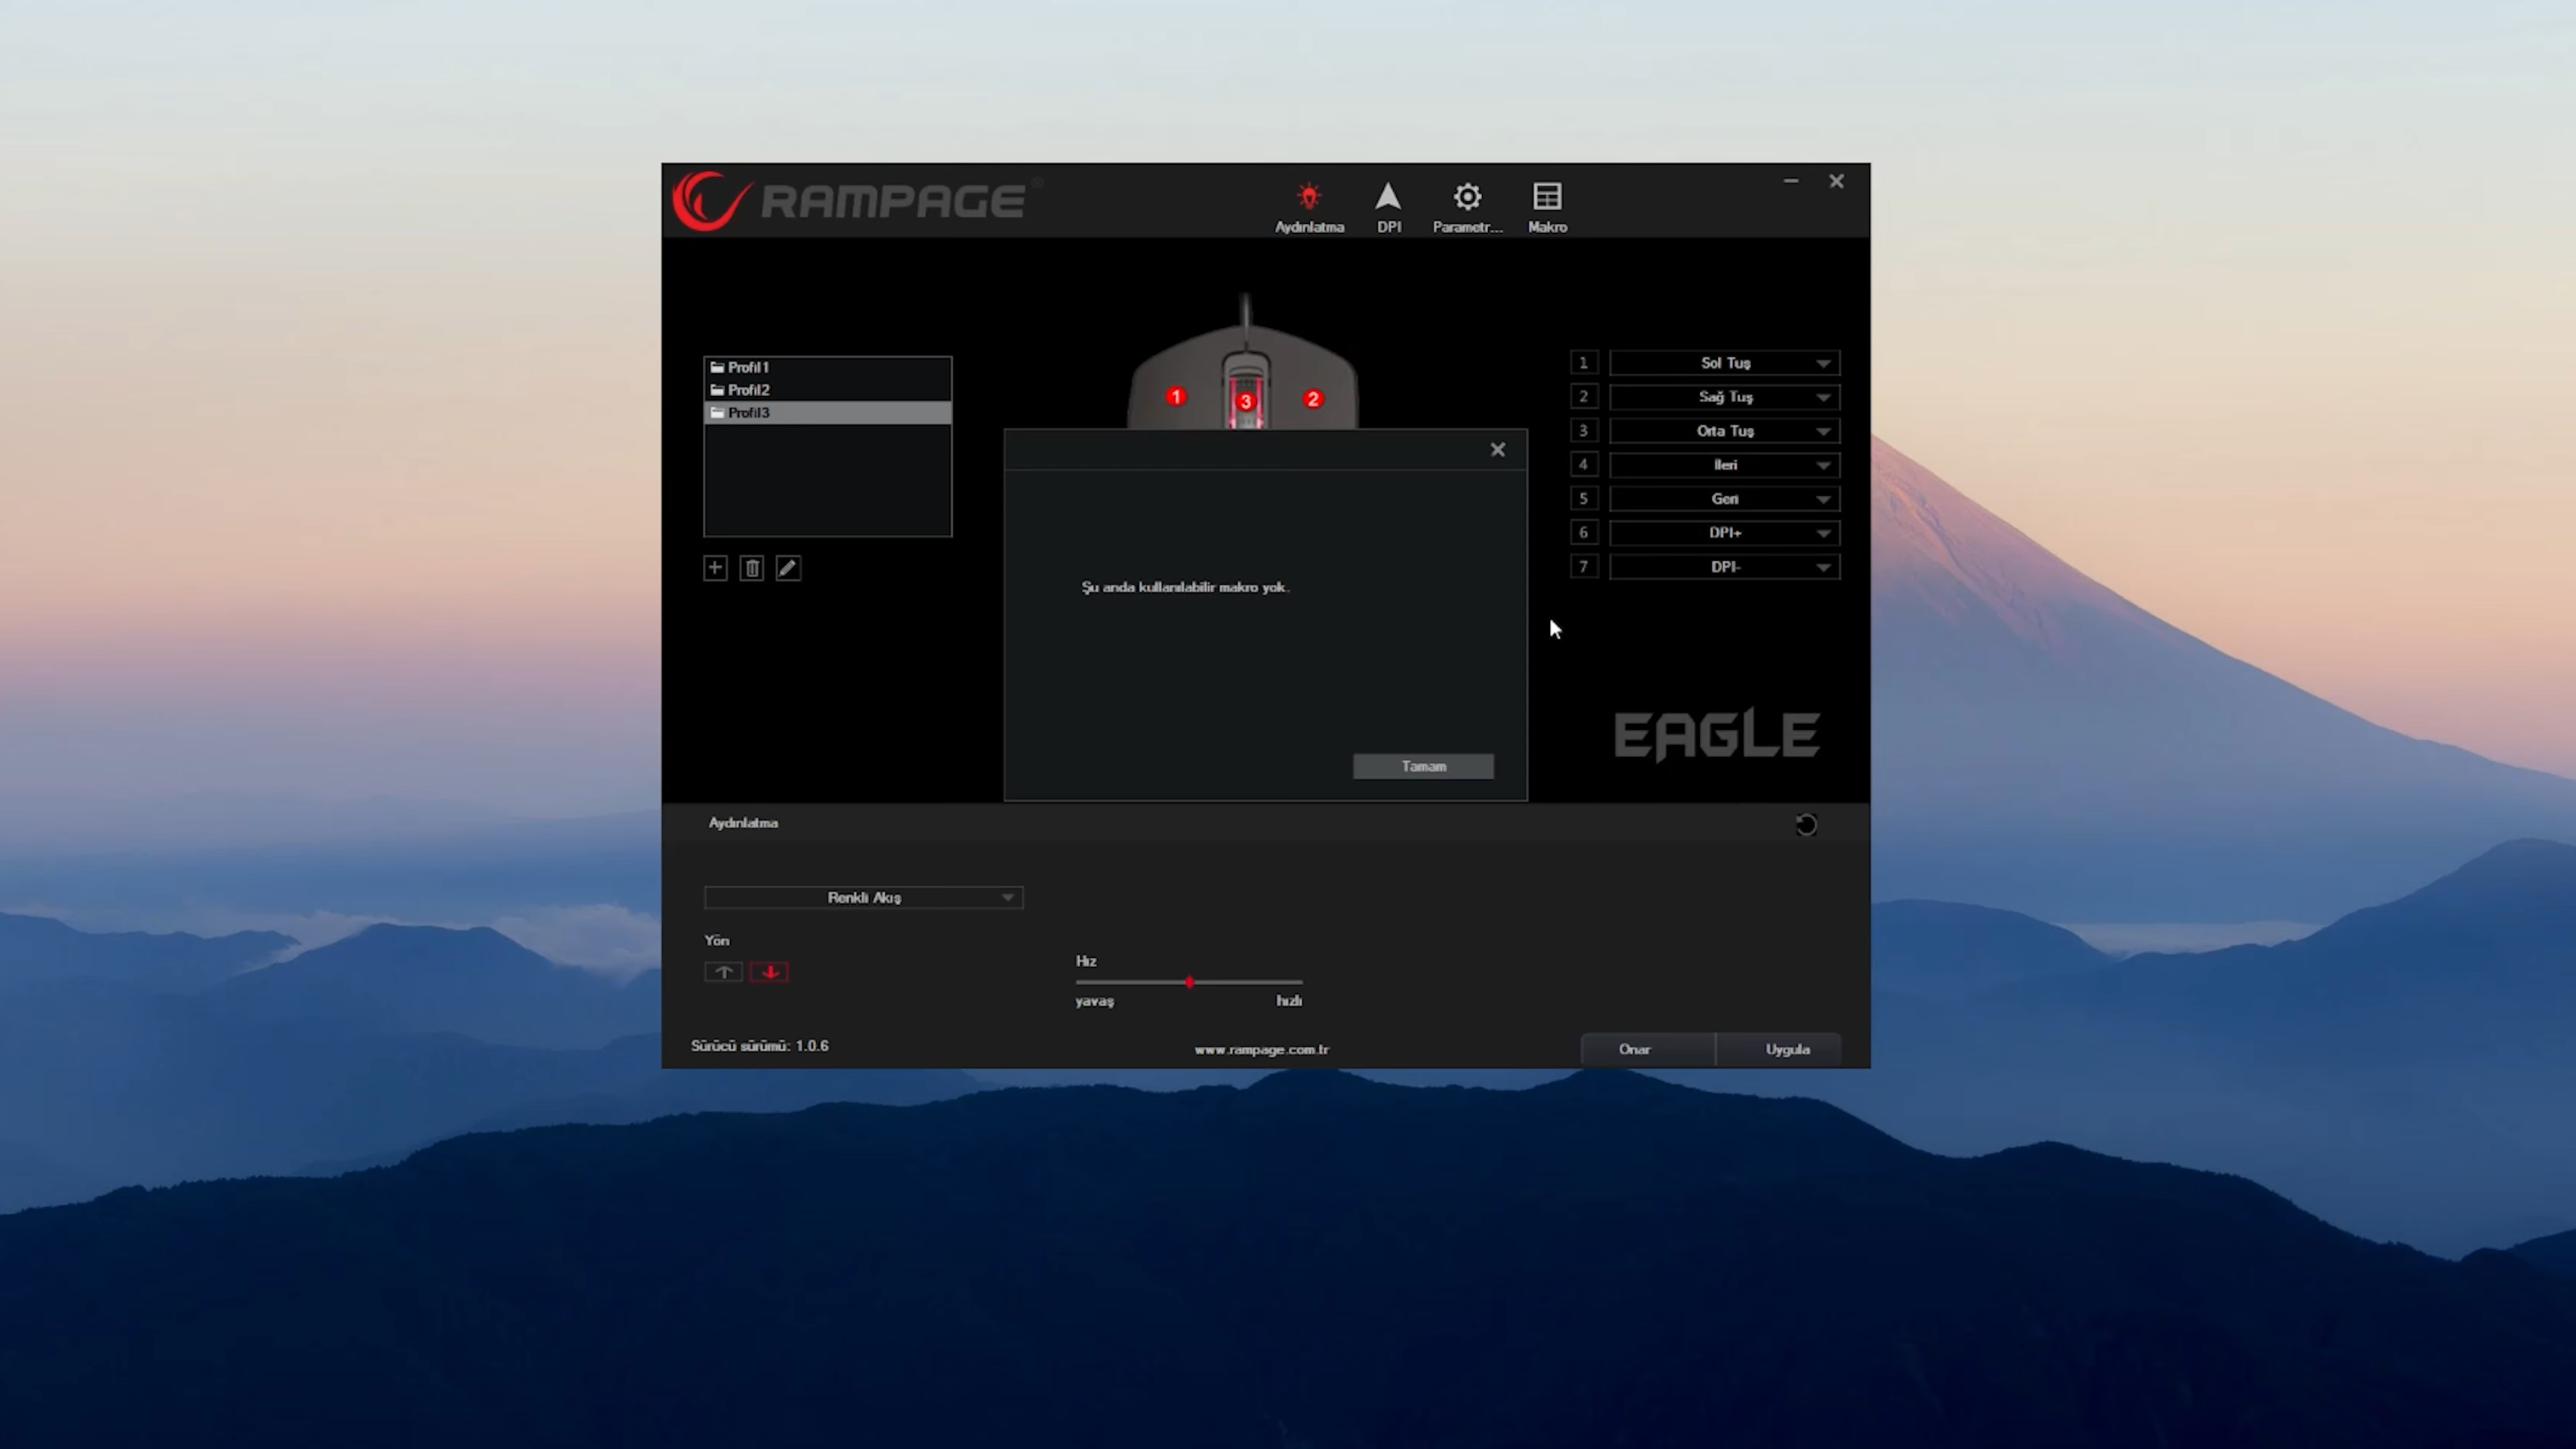 RAMPAGE®
Aydınlatma
DPI
Parametr...
Makro
Profil1
Profil2
Profil3
1
3
2
1 Sol Tuş
2 Sağ Tuş
3 Orta Tuş
4 İleri
5 Geri
6 DPI+
7 DPI-
Şu anda kullanılabilir makro yok.
Tamam
EAGLE
Aydınlatma
Renkli Akış
Yön
Hız
yavaş
hızlı
Sürücü sürümü: 1.0.6
www.rampage.com.tr
Onar
Uygula